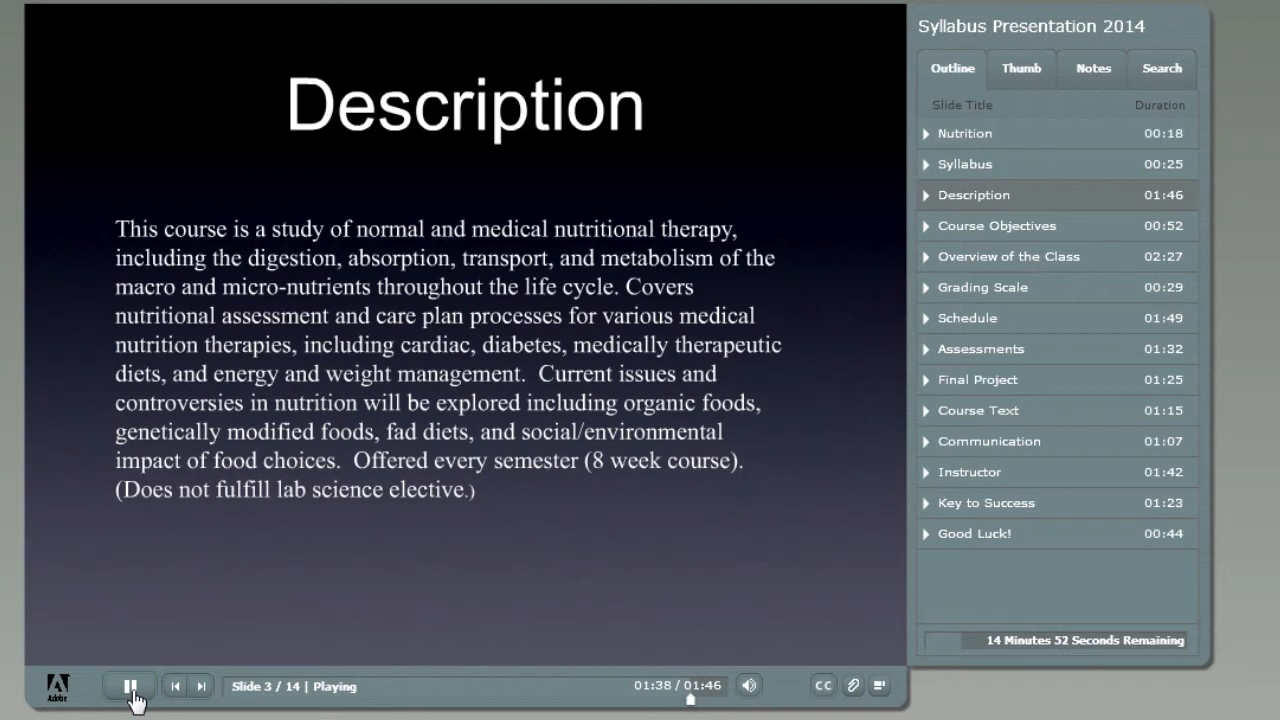 Description
This course is a study of normal and medical nutritional therapy,
including the digestion, absorption, transport, and metabolism of the
macro and micro-nutrients throughout the life cycle. Covers
nutritional assessment and care plan processes for various medical
nutrition therapies, including cardiac, diabetes, medically therapeutic
diets, and energy and weight management.  Current issues and
controversies in nutrition will be explored including organic foods,
genetically modified foods, fad diets, and social/environmental
impact of food choices.  Offered every semester (8 week course).
(Does not fulfill lab science elective.)
Adobe
Slide 3 / 14 | Playing
01:38 / 01:46
CC
Syllabus Presentation 2014
Outline Thumb Notes Search
Slide Title Duration
Nutrition 00:18
Syllabus 00:25
Description 01:46
Course Objectives 00:52
Overview of the Class 02:27
Grading Scale 00:29
Schedule 01:49
Assessments 01:32
Final Project 01:25
Course Text 01:15
Communication 01:07
Instructor 01:42
Key to Success 01:23
Good Luck! 00:44
14 Minutes 52 Seconds Remaining